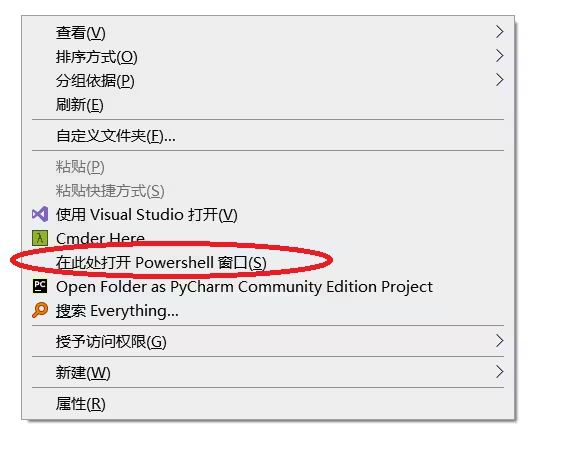 查看(V)
排序方式(O)
分组依据(P)
刷新(E)
自定义文件夹(F)...
粘贴(P)
粘贴快捷方式(S)
使用 Visual Studio 打开(V)
λ Cmder Here
在此处打开 Powershell 窗口(S)
PC Open Folder as PyCharm Community Edition Project
搜索 Everything...
授予访问权限(G)
新建(W)
属性(R)